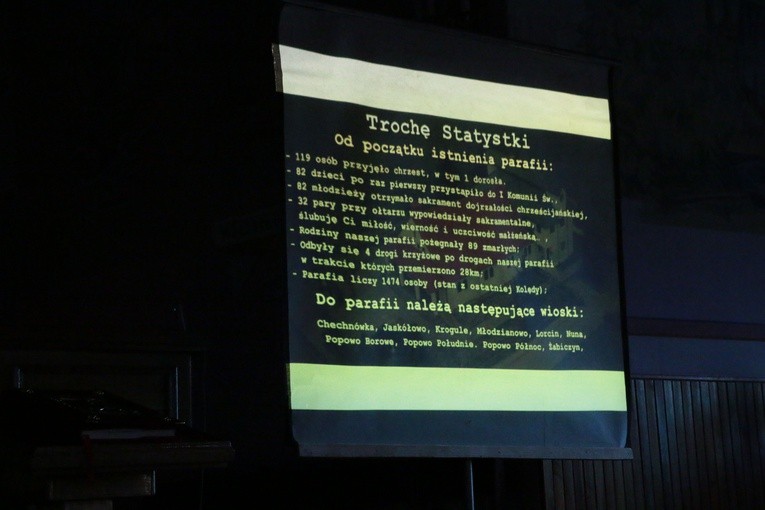 Trochę Statystki
Od początku istnienia parafii:
- 119 osób przyjęło chrzest, w tym 1 dorosła.
- 82 dzieci po raz pierwszy przystąpiło do I Komunii św.,
- 82 młodzieży otrzymało sakrament dojrzałości chrześcijańskiej,
- 32 pary przy ołtarzu wypowiedziały sakramentalne,
ślubuję Ci miłość, wierność i uczciwość małżeńską...
- Rodziny naszej parafii pożegnały 89 zmarłych;
- Odbyły się 4 drogi krzyżowe po drogach naszej parafii
w trakcie których przemierzono 28km;
- Parafia liczy 1474 osoby (stan z ostatniej Kolędy);
Do parafii należą następujące wioski:
Chechnówka, Jaskółowo, Krogule, Młodzianowo, Lorcin, Nuna,
Popowo Borowe, Popowo Południe. Popowo Północ, Żabiczyn,